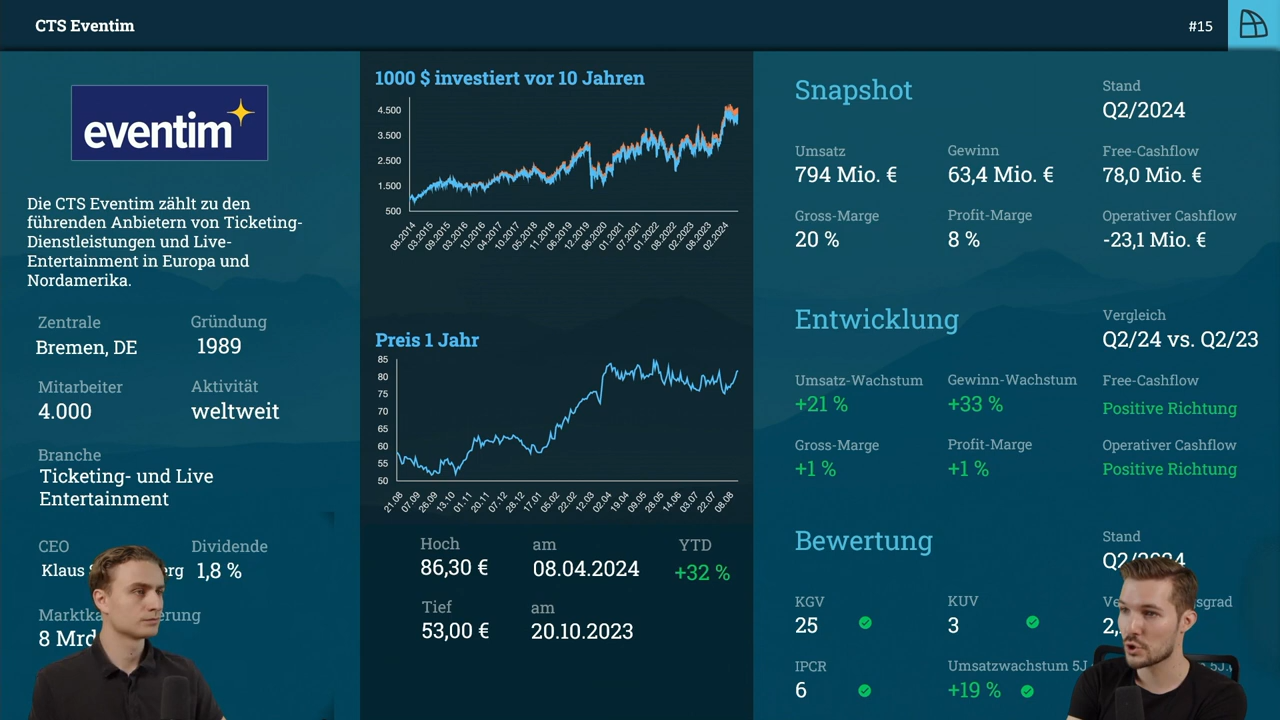 CTS Eventim
#15
eventim
Die CTS Eventim zählt zu den
führenden Anbietern von Ticketing-
Dienstleistungen und Live-
Entertainment in Europa und
Nordamerika.
Zentrale
Gründung
Bremen, DE
1989
Mitarbeiter
Aktivität
4.000
weltweit
Branche
Ticketing- und Live
Entertainment
CEO
Dividende
Klaus
1,8 %
8 Mrd
1000 $ investiert vor 10 Jahren
4.500
3.500
2.500
1.500
500
08.2014
03.2015
09.2015
03.2016
10.2016
04.2017
10.2017
05.2018
11.2018
06.2019
12.2019
06.2020
01.2021
07.2021
01.2022
08.2022
02.2023
08.2023
02.2024
Preis 1 Jahr
85
80
75
70
65
60
55
50
21.08
07.09
26.09
13.10
01.11
20.11
07.12
28.12
17.01
05.02
22.02
12.03
02.04
19.04
09.05
28.05
14.06
03.07
22.07
08.08
Hoch
am
YTD
86,30 €
08.04.2024
+32 %
Tief
am
53,00 €
20.10.2023
Snapshot
Stand
Q2/2024
Umsatz
Gewinn
Free-Cashflow
794 Mio. €
63,4 Mio. €
78,0 Mio. €
Gross-Marge
Profit-Marge
Operativer Cashflow
20 %
8 %
-23,1 Mio. €
Entwicklung
Vergleich
Q2/24 vs. Q2/23
Umsatz-Wachstum
Gewinn-Wachstum
Free-Cashflow
+21 %
+33 %
Positive Richtung
Gross-Marge
Profit-Marge
Operativer Cashflow
+1 %
+1 %
Positive Richtung
Bewertung
Stand
Q2/2024
KGV
KUV
25
3
2,
IPCR
Umsatzwachstum 5J
6
+19 %